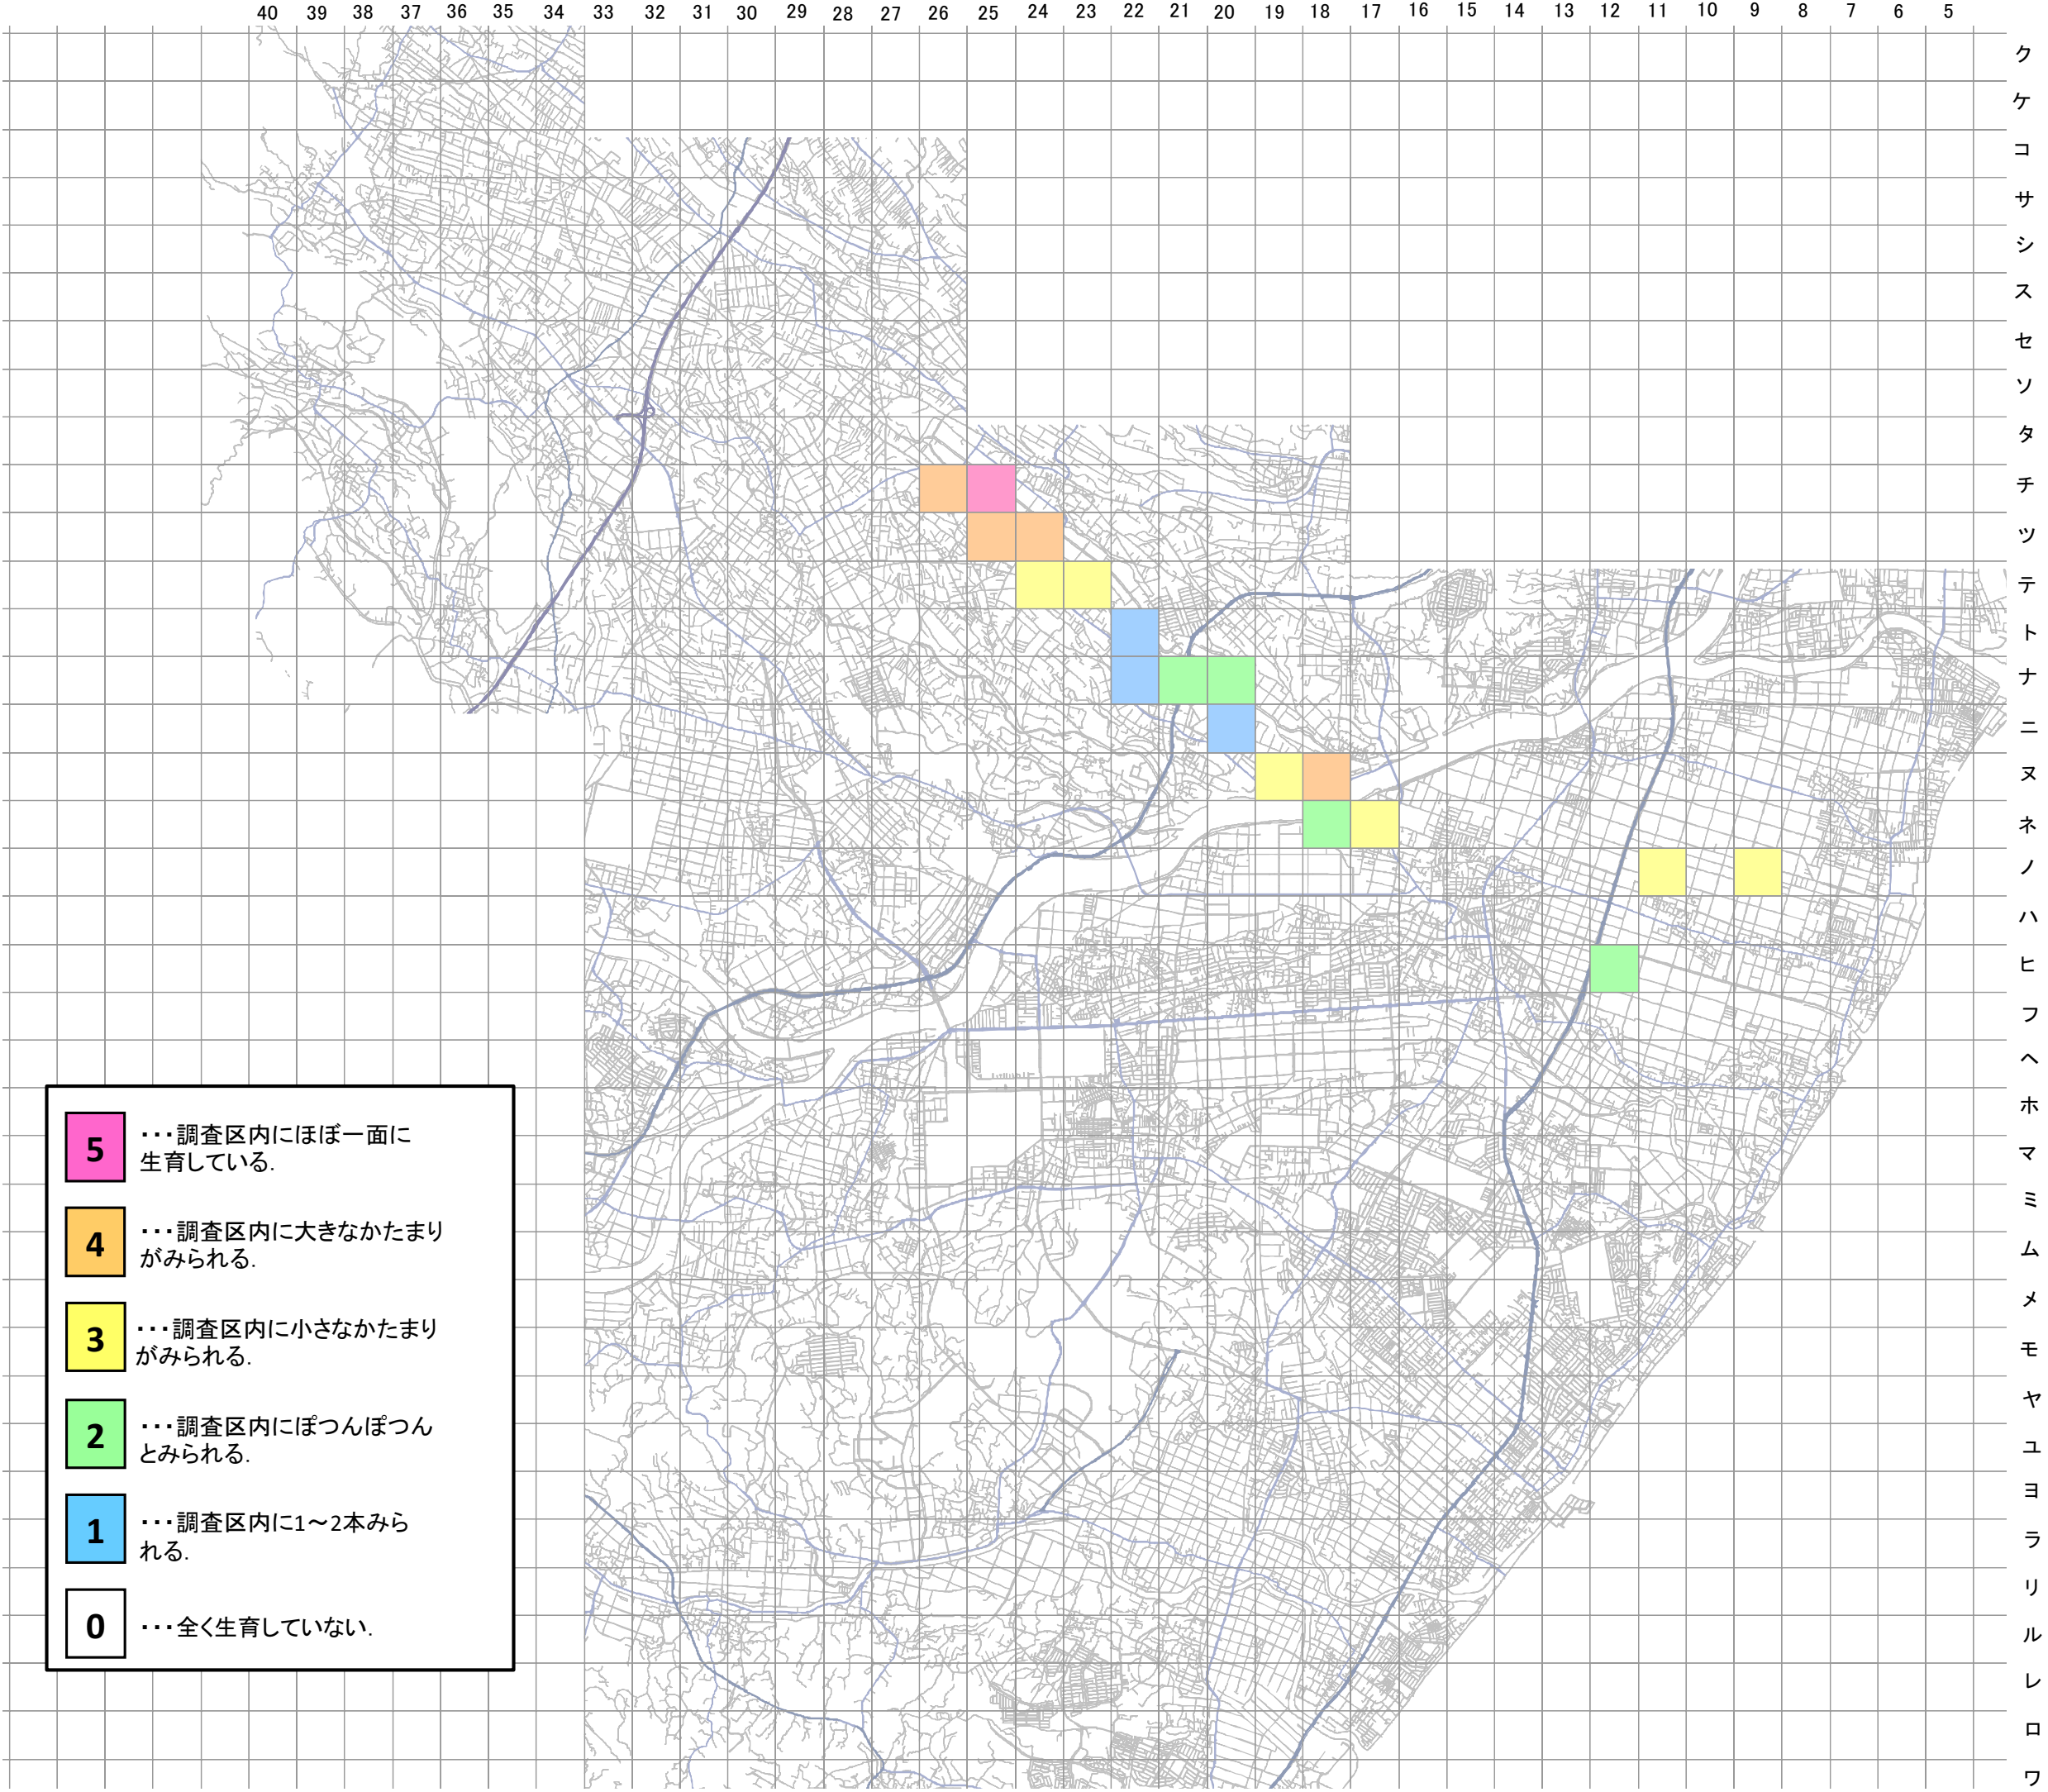 40 39 38 37 36 35 34 33 32 31 30 29 28 27 26 25 24 23 22 21 20 19 18 17 16 15 14 13 12 11 10 9 8 7 6 5
ク
ケ
コ
サ
シ
ス
セ
ソ
タ
チ
ツ
テ
ト
ナ
ニ
ヌ
ネ
ノ
ハ
ヒ
フ
ヘ
ホ
マ
ミ
ム
メ
モ
ヤ
ユ
ヨ
ラ
リ
ル
レ
ロ
ワ
5 ・・・調査区内にほぼ一面に
生育している.
4 ・・・調査区内に大きなかたまり
がみられる.
3 ・・・調査区内に小さなかたまり
がみられる.
2 ・・・調査区内にぽつんぽつん
とみられる.
1 ・・・調査区内に1～2本みら
れる.
0 ・・・全く生育していない.